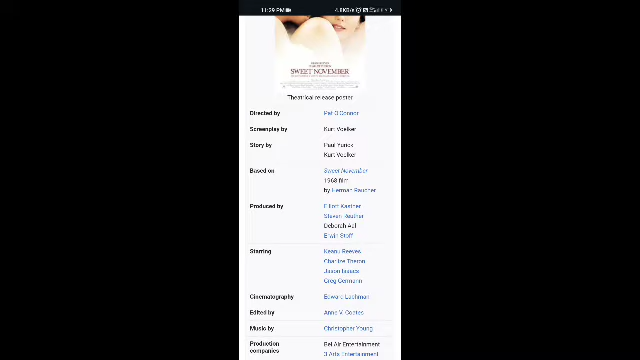 11:29 PM
SWEET NOVEMBER
Theatrical release poster
Directed by Pat O'Connor
Screenplay by Kurt Voelker
Story by Paul Yurick
Kurt Voelker
Based on Sweet November
1968 film
by Herman Raucher
Produced by Elliott Kastner
Steven Reuther
Deborah Aal
Erwin Stoff
Starring Keanu Reeves
Charlize Theron
Jason Isaacs
Greg Germann
Cinematography Edward Lachman
Edited by Anne V. Coates
Music by Christopher Young
Production Bel Air Entertainment
companies 3 Arts Entertainment